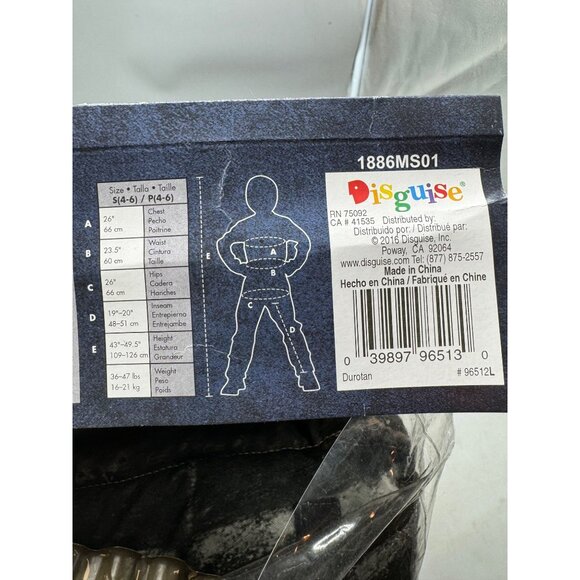 Size • Talla • Taille
S(4-6) / P(4-6)
A
26"
66 cm
Chest
Pecho
Poitrine
B
23.5"
60 cm
Waist
Cintura
Taille
C
26"
66 cm
Hips
Cadera
Hanches
D
19"–20"
48–51 cm
Inseam
Entrepierna
Entrejambe
E
43"–49.5"
109–126 cm
Height
Estatura
Grandeur
36–47 lbs
16–21 kg
Weight
Peso
Poids
E
A
B
C
D
1886MS01
Disguise®
RN 75092
CA # 41535 Distributed by:
Distribuido por: / Distribué par:
© 2016 Disguise, Inc.
Poway, CA 92064
www.disguise.com Tel: (877) 875-2557
Made in China
Hecho en China / Fabriqué en Chine
0 39897 96513 0
Durotan # 96512L